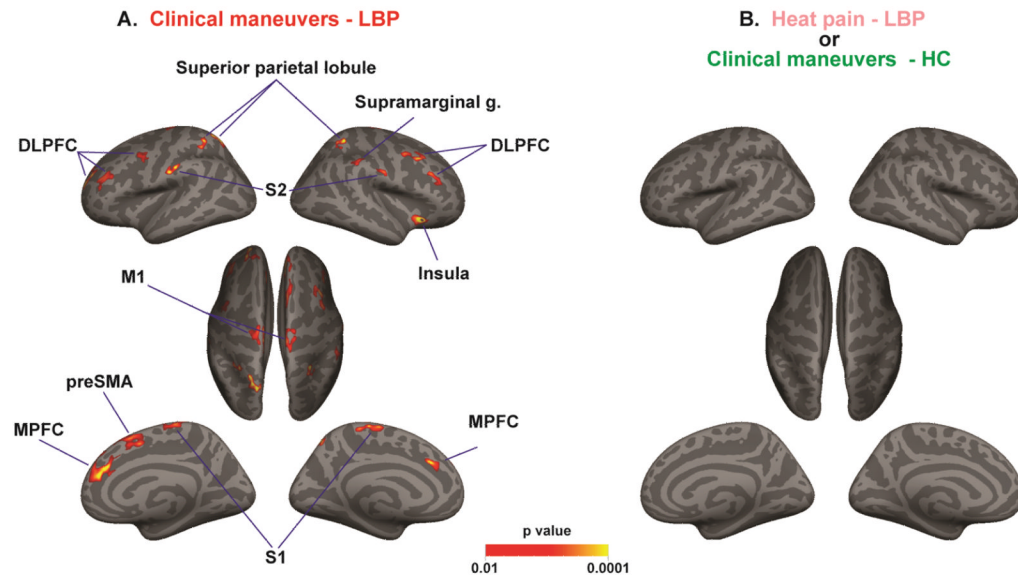 A. Clinical maneuvers - LBP
Superior parietal lobule
Supramarginal g.
DLPFC
DLPFC
S2
Insula
M1
preSMA
MPFC
MPFC
S1
p value
0.01
0.0001
B. Heat pain - LBP
or
Clinical maneuvers - HC